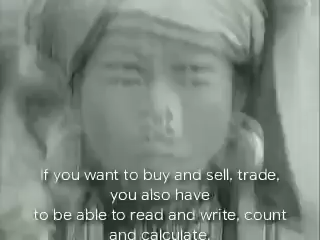 If you want to buy and sell, trade,
you also have
to be able to read and write, count
and calculate.